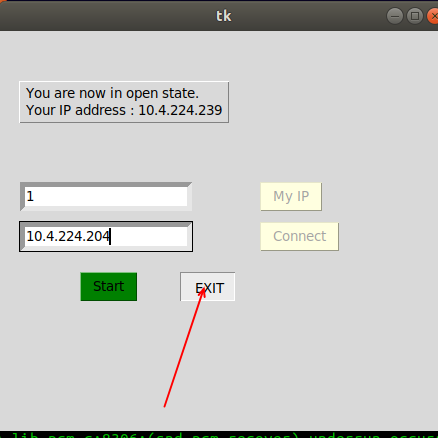 tk
You are now in open state.
Your IP address : 10.4.224.239
1
My IP
10.4.224.204
Connect
Start
EXIT